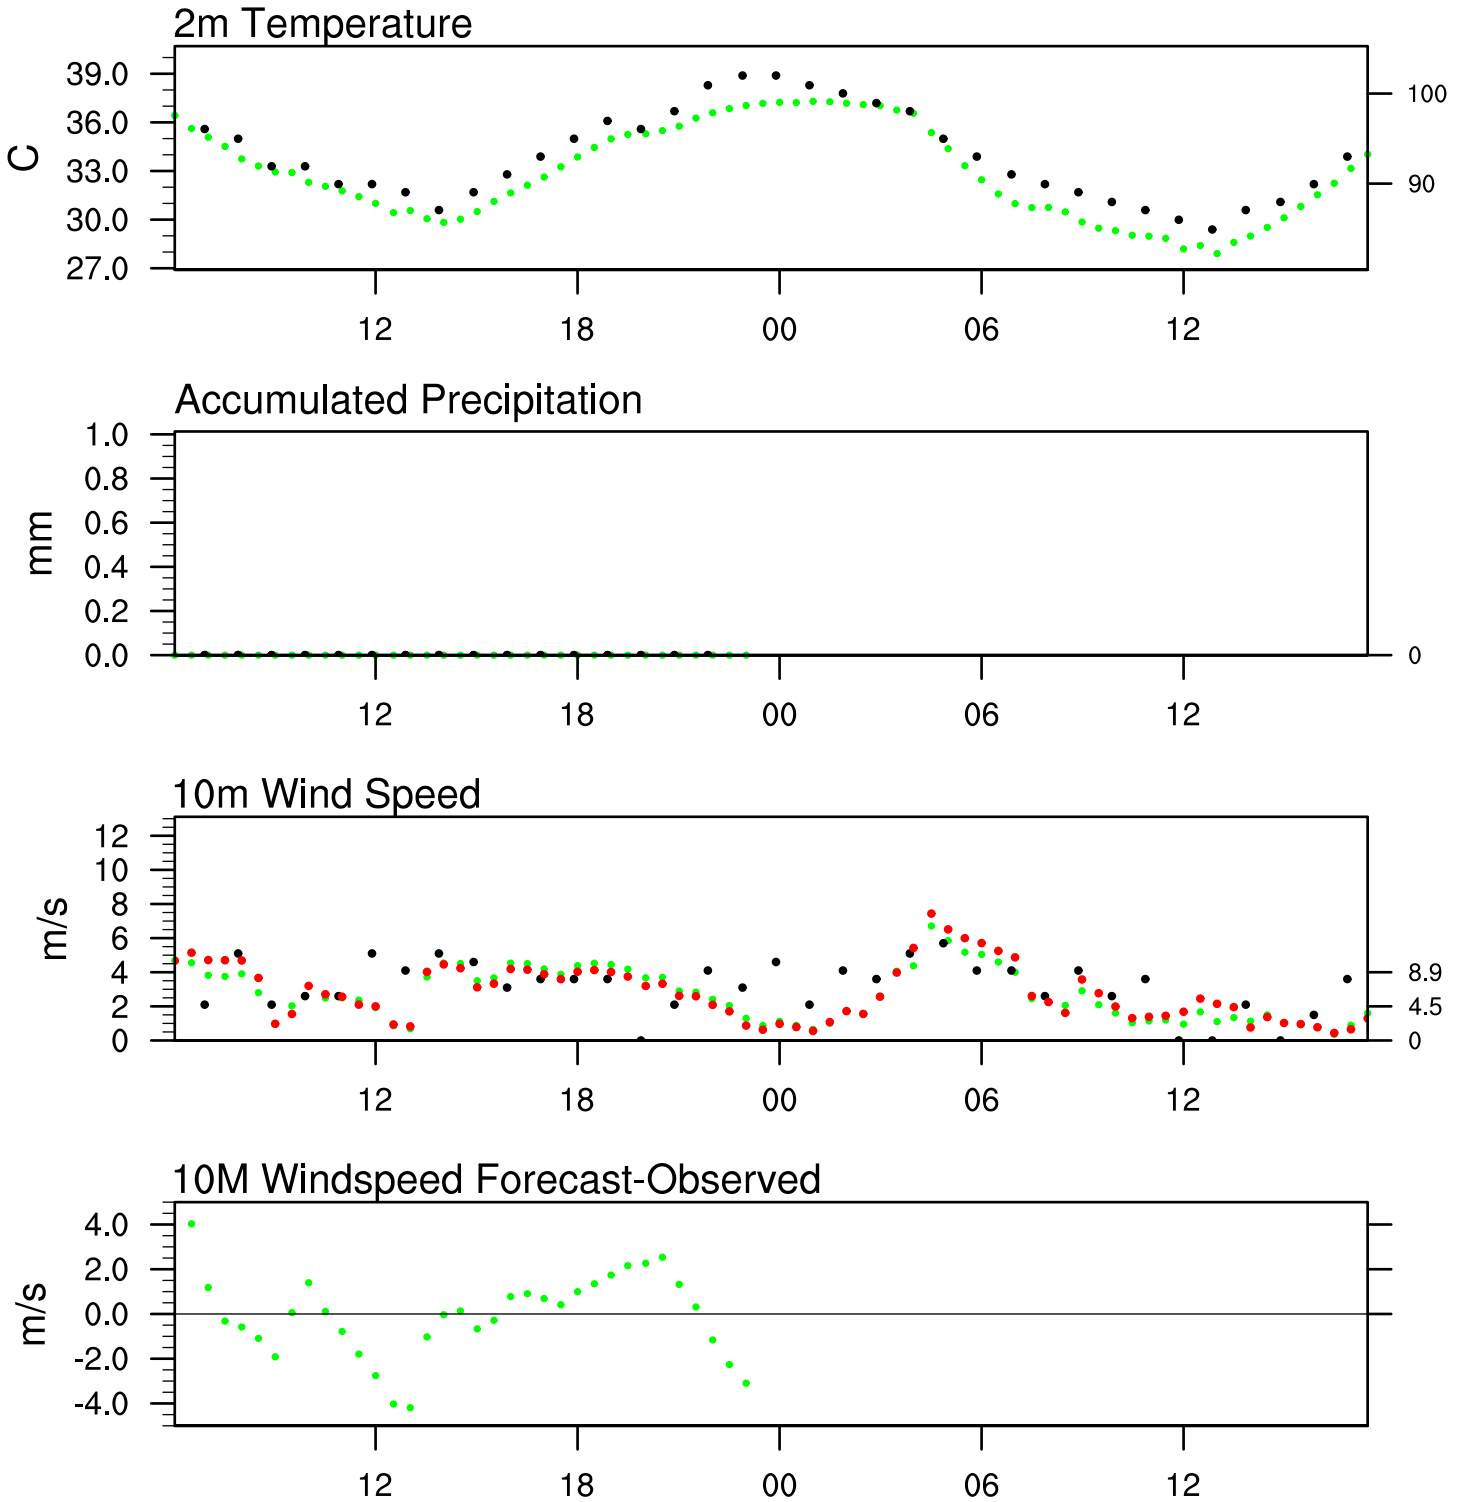 2m Temperature
39.0
36.0
33.0
30.0
27.0
C
100
90
12 18 00 06 12
Accumulated Precipitation
1.0
0.8
0.6
0.4
0.2
0.0
mm
0
12 18 00 06 12
10m Wind Speed
12
10
8
6
4
2
0
m/s
8.9
4.5
0
12 18 00 06 12
10M Windspeed Forecast-Observed
4.0
2.0
0.0
-2.0
-4.0
m/s
12 18 00 06 12